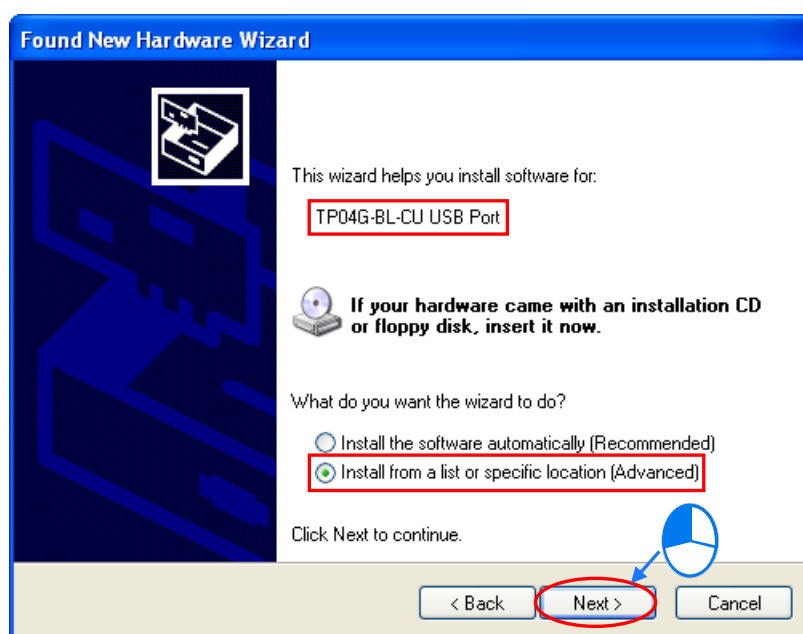 Found New Hardware Wizard
This wizard helps you install software for:
TP04G-BL-CU USB Port
If your hardware came with an installation CD
or floppy disk, insert it now.
What do you want the wizard to do?
Install the software automatically (Recommended)
Install from a list or specific location (Advanced)
Click Next to continue.
< Back Next > Cancel